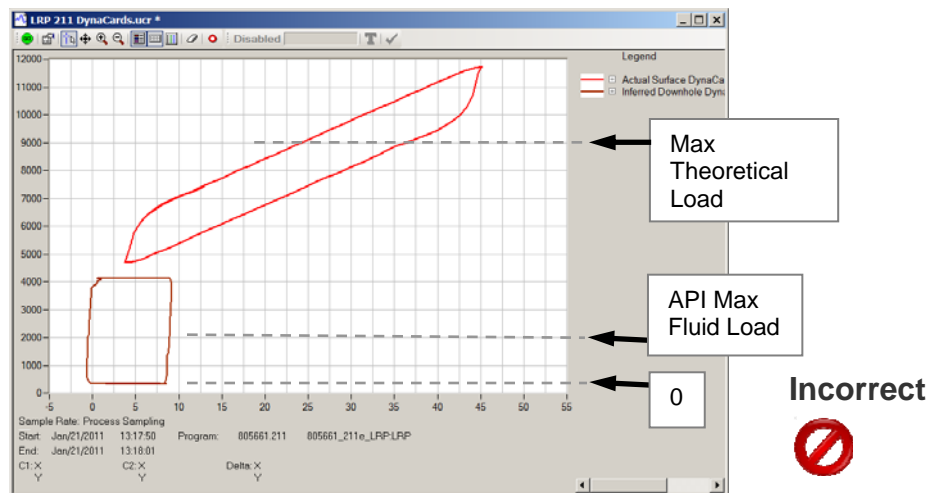 LRP 211 DynaCards.ucr *
Disabled
T
Legend
Actual Surface DynaCa
Inferred Downhole Dyna
12000
11000
10000
9000
8000
7000
6000
5000
4000
3000
2000
1000
0
-5 0 5 10 15 20 25 30 35 40 45 50 55
Max
Theoretical
Load
API Max
Fluid Load
0
Incorrect
Sample Rate: Process Sampling
Start: Jan/21/2011 13:17:50 Program: 805661.211 805661_211e_LRP:LRP
End: Jan/21/2011 13:18:01
C1: X C2: X Delta: X
Y Y Y